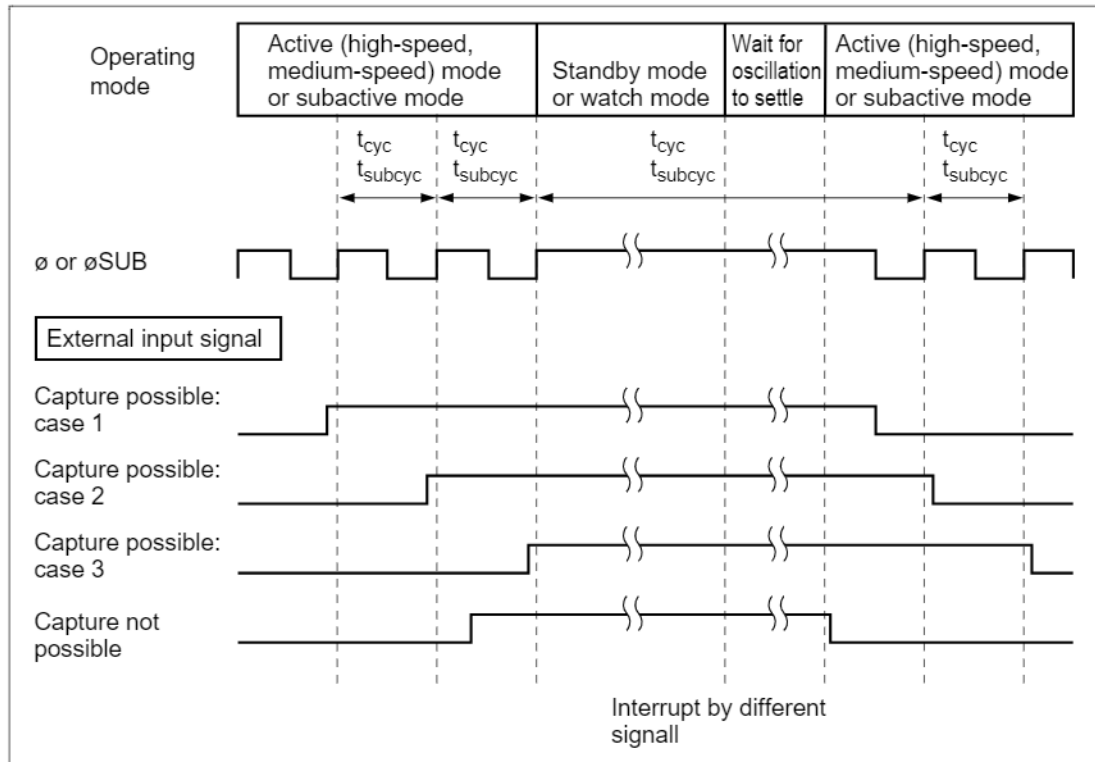 Operating
mode
Active (high-speed,
medium-speed) mode
or subactive mode
Standby mode
or watch mode
Wait for
oscillation
to settle
Active (high-speed,
medium-speed) mode
or subactive mode
tcyc
tsubcyc
tcyc
tsubcyc
tcyc
tsubcyc
tcyc
tsubcyc
ø or øSUB
External input signal
Capture possible:
case 1
Capture possible:
case 2
Capture possible:
case 3
Capture not
possible
Interrupt by different
signall